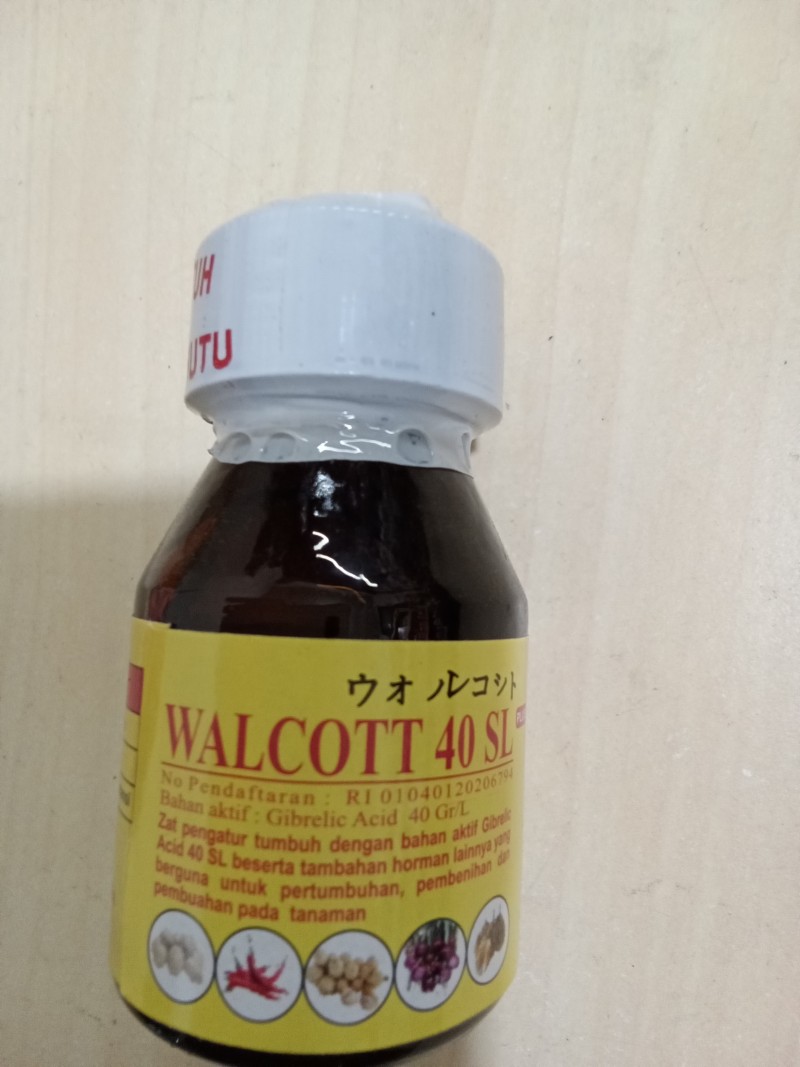 UH
UTU
ウオルコシト
WALCOTT 40 SL
No Pendaftaran : RI 01040120206794
Bahan aktif : Gibrelic Acid 40 Gr/L
Zat pengatur tumbuh dengan bahan aktif Gibrelic
Acid 40 SL beserta tambahan horman lainnya yang
berguna untuk pertumbuhan, pembenihan dan
pembuahan pada tanaman